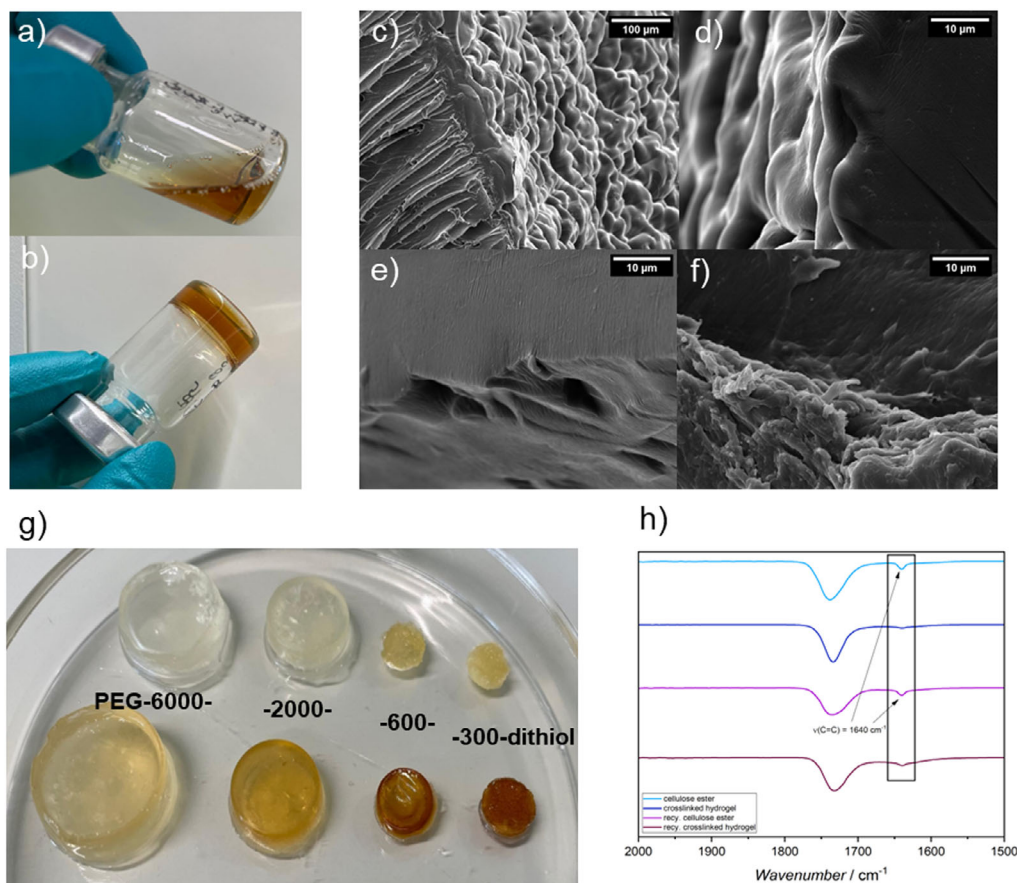 a)
b)
c)
100 µm
d)
10 µm
e)
10 µm
f)
10 µm
g)
PEG-6000-
-2000-
-600-
-300-dithiol
h)
ν(C=C) = 1640 cm⁻¹
cellulose ester
crosslinked hydrogel
recy. cellulose ester
recy. crosslinked hydrogel
2000 1900 1800 1700 1600 1500
Wavenumber / cm⁻¹